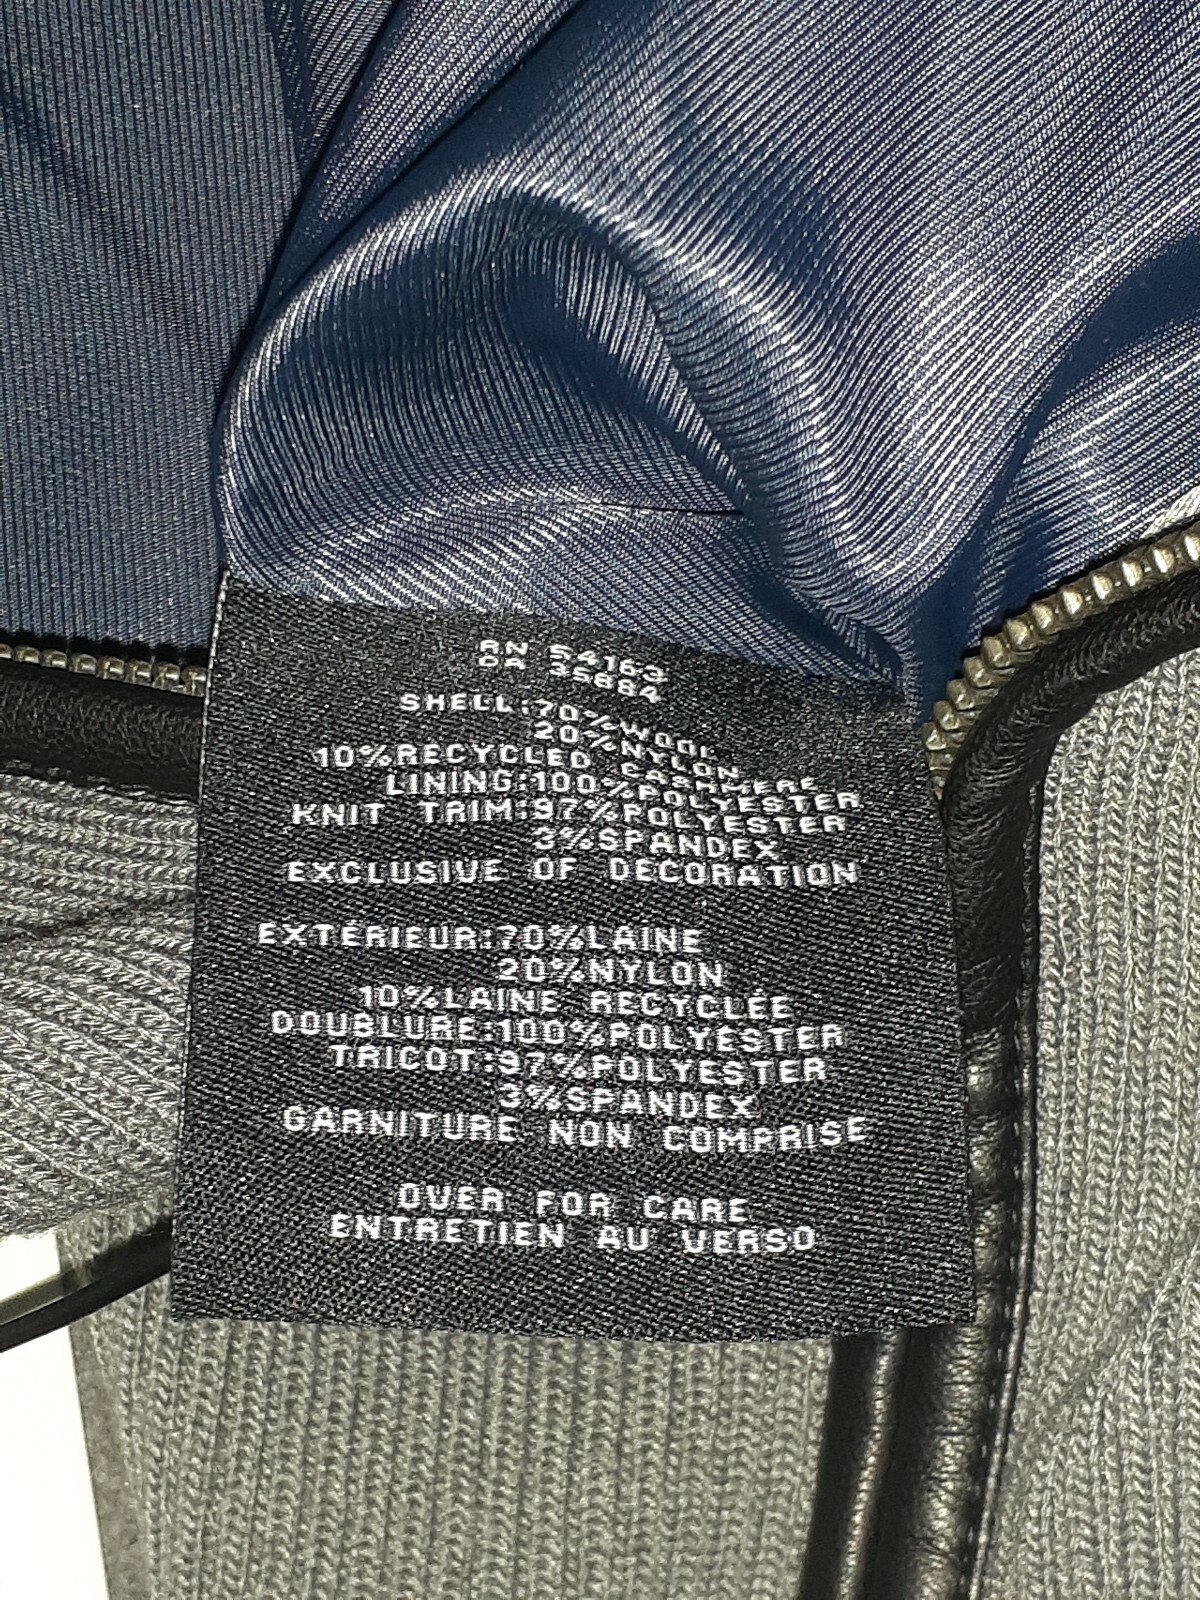 RN 54163
CA 35884
SHELL:70%WOOL
20%NYLON
10%RECYCLED CASHMERE
LINING:100%POLYESTER
KNIT TRIM:97%POLYESTER
3%SPANDEX
EXCLUSIVE OF DECORATION
EXTÉRIEUR:70%LAINE
20%NYLON
10%LAINE RECYCLÉE
DOUBLURE:100%POLYESTER
TRICOT:97%POLYESTER
3%SPANDEX
GARNITURE NON COMPRISE
OVER FOR CARE
ENTRETIEN AU VERSO